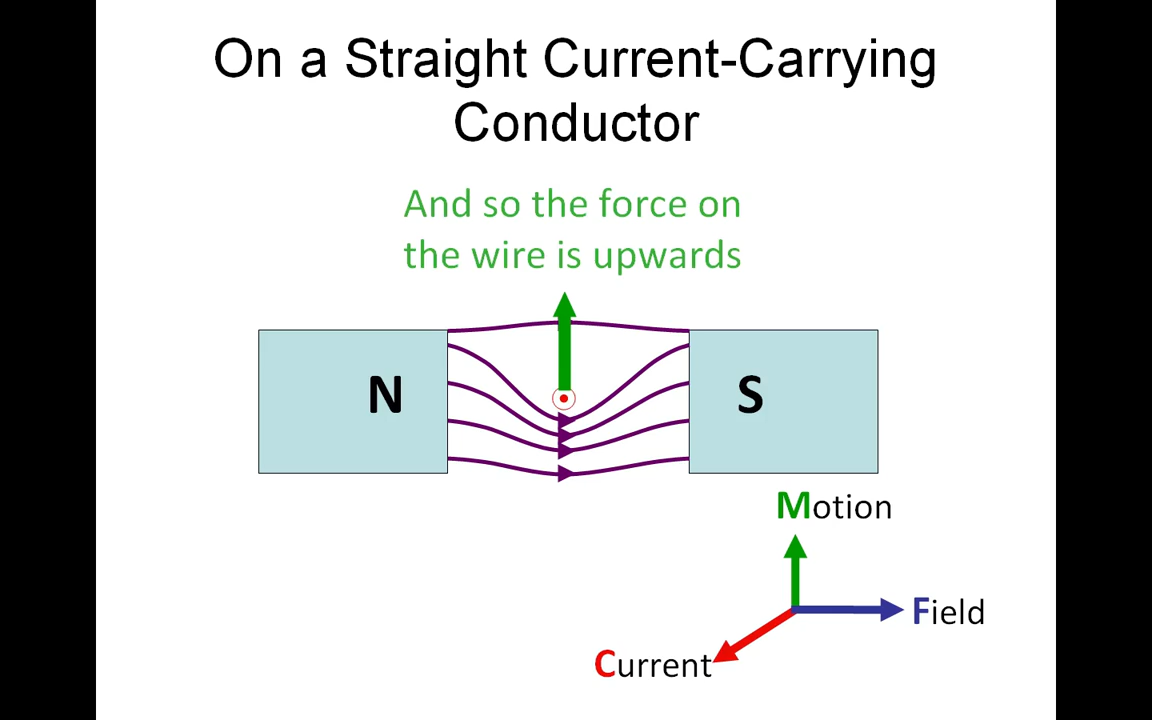 On a Straight Current-Carrying
Conductor
And so the force on
the wire is upwards
N
S
Motion
Field
Current